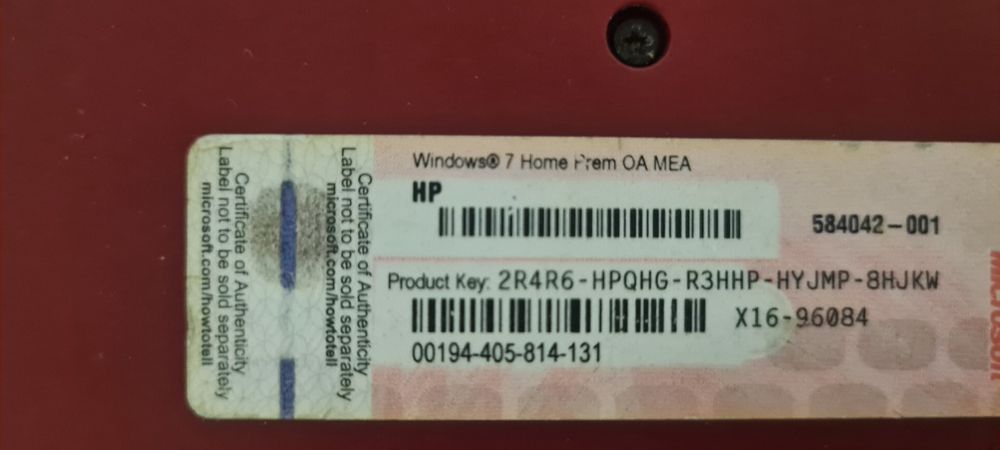 Windows® 7 Home Prem OA MEA
HP
584042-001
Product Key: 2R4R6-HPQHG-R3HHP-HYJMP-8HJKW
X16-96084
00194-405-814-131
Certificate of Authenticity
Label not to be sold separately
microsoft.com/howtotell
Certificate of Authenticity
Label not to be sold separately
microsoft.com/howtotell
Microsoft